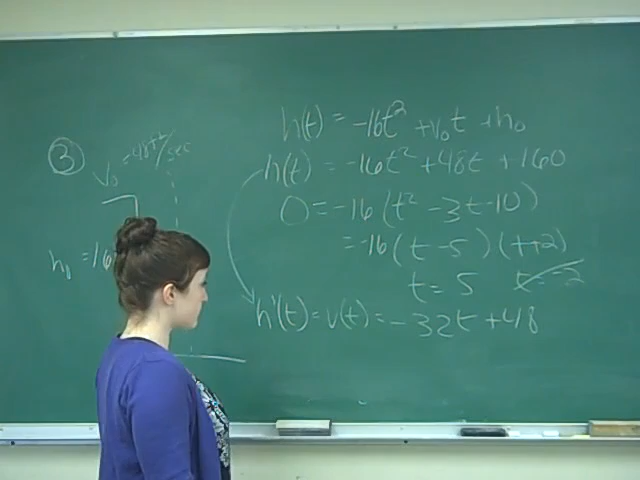 h(t) = -16t² + v₀t + h₀
③ v₀ = 48ft/sec
h(t) = -16t² + 48t + 160
0 = -16(t² - 3t - 10)
= -16(t - 5)(t + 2)
h₀ = 16
t = 5 t = -2
h'(t) = v(t) = -32t + 48